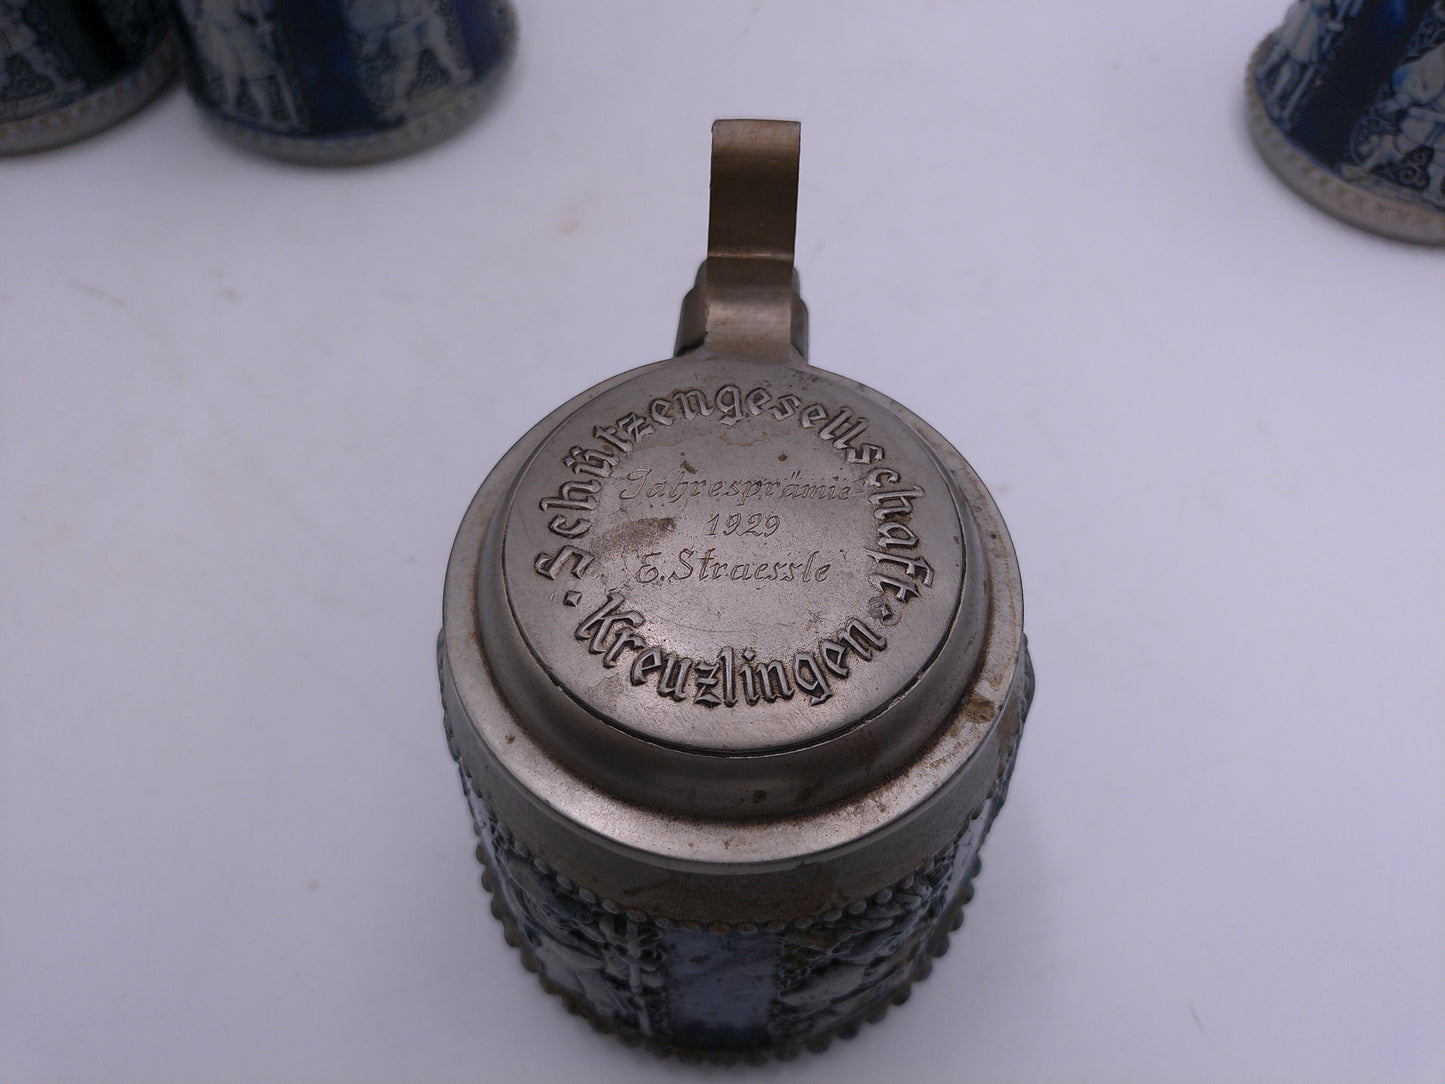 Schützengesellschaft
Jahresprämie
1929
E. Straessle
Kreuzlingen